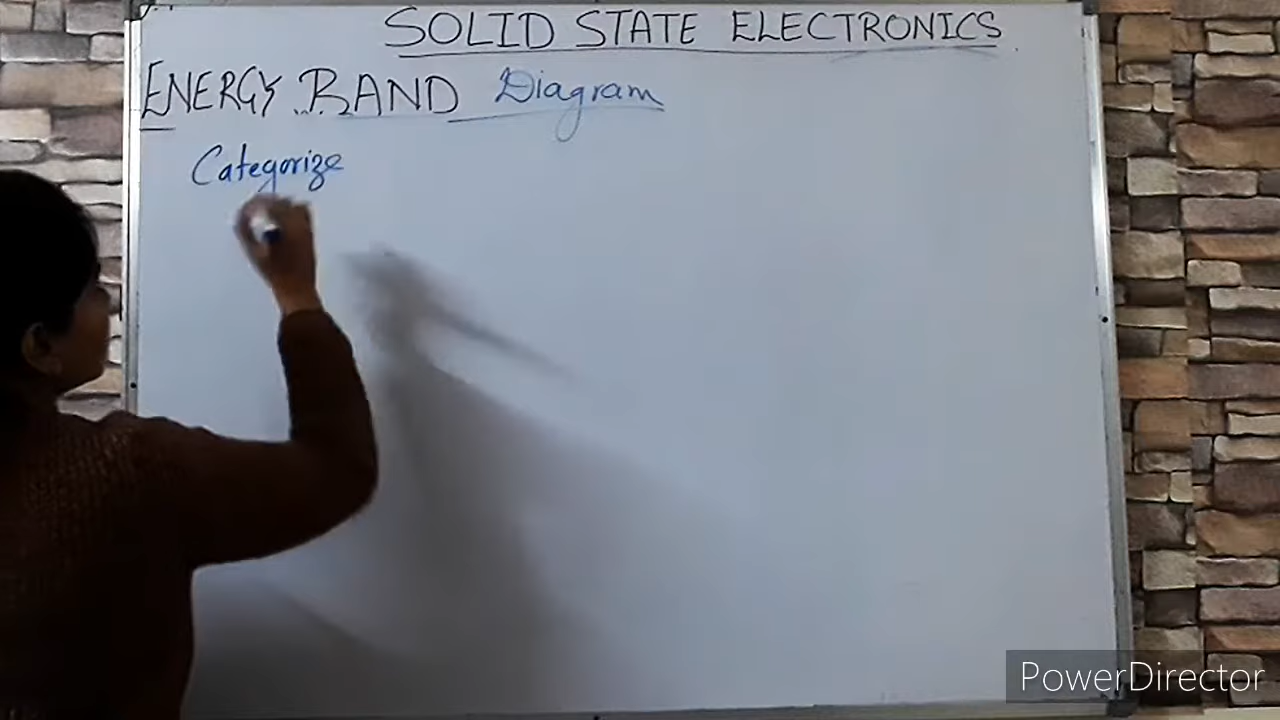 SOLID STATE ELECTRONICS
ENERGY BAND Diagram
Categorize
PowerDirector